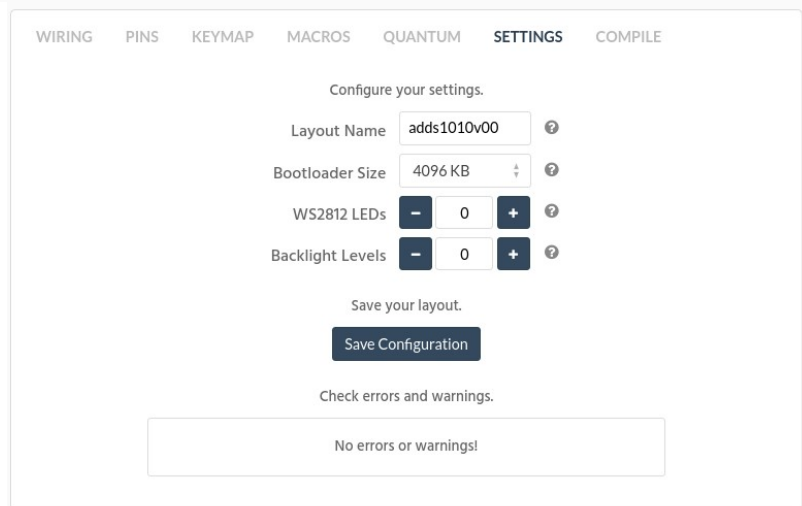 WIRING PINS KEYMAP MACROS QUANTUM SETTINGS COMPILE
Configure your settings.
Layout Name adds1010v00 ?
Bootloader Size 4096 KB ?
WS2812 LEDs − 0 + ?
Backlight Levels − 0 + ?
Save your layout.
Save Configuration
Check errors and warnings.
No errors or warnings!